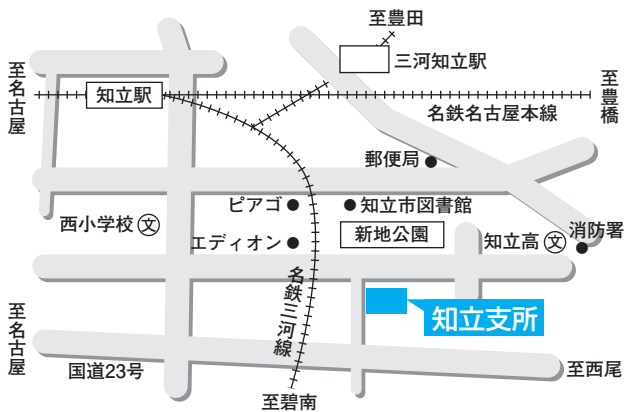 至豊田
三河知立駅
至名古屋
知立駅
至豊橋
名鉄名古屋本線
郵便局
ピアゴ
知立市図書館
西小学校
文
エディオン
新地公園
知立高
文
消防署
名鉄三河線
知立支所
至名古屋
国道23号
至西尾
至碧南